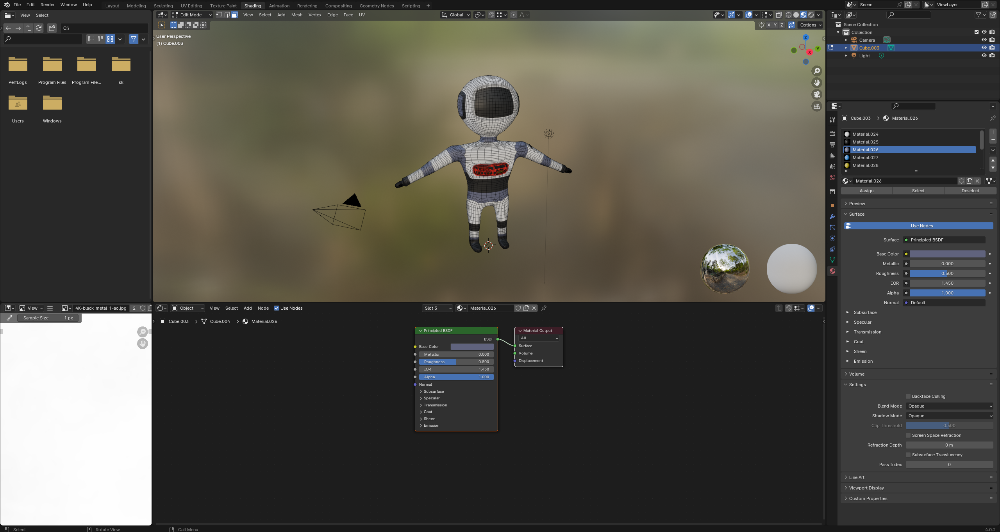 File Edit Render Window Help Layout Modeling Sculpting UV Editing Texture Paint Shading Animation Rendering Compositing Geometry Nodes Scripting + Scene ViewLayer
View Select
Edit Mode View Select Add Mesh Vertex Edge Face UV Global
C:\
X Y Z Options
User Perspective
(1) Cube.003
Z
Y
X
Scene Collection
Collection
Camera
Cube.003
Light
PerfLogs Program Files Program File... sk
Users Windows
Cube.003 Material.026
Material.024
Material.025
Material.026
Material.027
Material.028
Material.026
Assign Select Deselect
Preview
Surface
Use Nodes
Surface Principled BSDF
Base Color
Metallic 0.000
Roughness 0.500
IOR 1.450
Alpha 1.000
Normal Default
Subsurface
Specular
Transmission
Coat
Sheen
Emission
Volume
Settings
Backface Culling
Blend Mode Opaque
Shadow Mode Opaque
Clip Threshold 0.500
Screen Space Refraction
Refraction Depth 0 m
Subsurface Translucency
Pass Index 0
Line Art
Viewport Display
Custom Properties
View 4K-black_metal_1-ao.jpg 2
Sample Size 1 px
Object View Select Add Node Use Nodes Slot 3 Material.026
Cube.003 Cube.004 Material.026
Principled BSDF
BSDF
Base Color
Metallic 0.000
Roughness 0.500
IOR 1.450
Alpha 1.000
Normal
Subsurface
Specular
Transmission
Coat
Sheen
Emission
Material Output
All
Surface
Volume
Displacement
Select Rotate View Call Menu 4.0.2